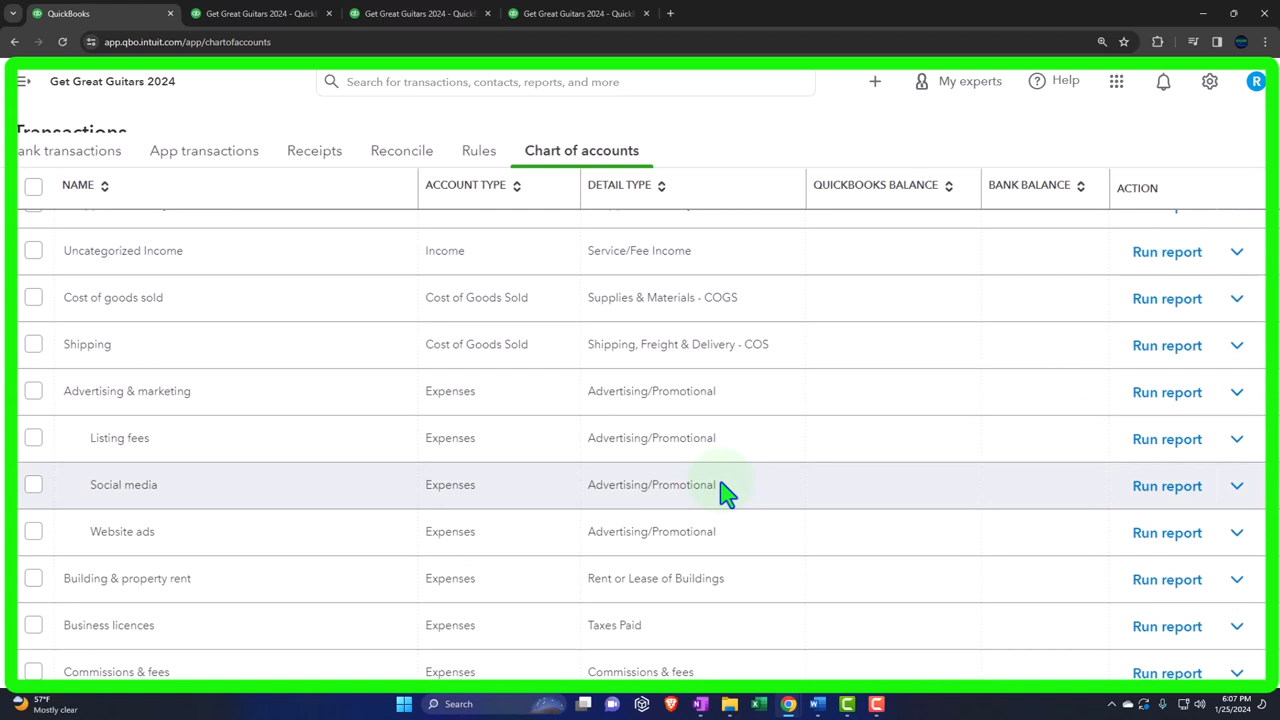 QuickBooks
Get Great Guitars 2024 - QuickB
Get Great Guitars 2024 - QuickB
Get Great Guitars 2024 - QuickB
app.qbo.intuit.com/app/chartofaccounts
Get Great Guitars 2024
Search for transactions, contacts, reports, and more
My experts
Help
R
Transactions
ank transactions
App transactions
Receipts
Reconcile
Rules
Chart of accounts
NAME ACCOUNT TYPE DETAIL TYPE QUICKBOOKS BALANCE BANK BALANCE ACTION
Uncategorized Income Income Service/Fee Income Run report
Cost of goods sold Cost of Goods Sold Supplies & Materials - COGS Run report
Shipping Cost of Goods Sold Shipping, Freight & Delivery - COS Run report
Advertising & marketing Expenses Advertising/Promotional Run report
Listing fees Expenses Advertising/Promotional Run report
Social media Expenses Advertising/Promotional Run report
Website ads Expenses Advertising/Promotional Run report
Building & property rent Expenses Rent or Lease of Buildings Run report
Business licences Expenses Taxes Paid Run report
Commissions & fees Expenses Commissions & fees Run report
57°F
Mostly clear
Search
6:07 PM
1/25/2024